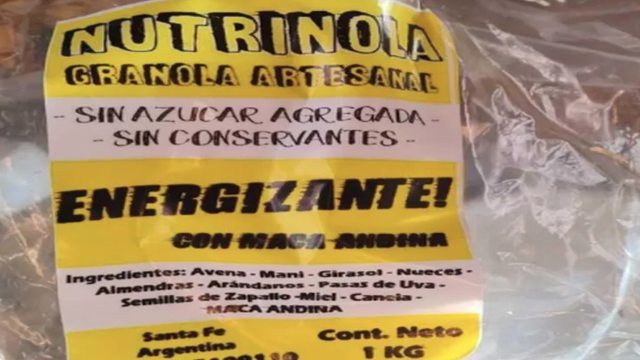 NUTRINOLA
GRANOLA ARTESANAL
- SIN AZUCAR AGREGADA -
- SIN CONSERVANTES -
ENERGIZANTE!
CON MACA ANDINA
Ingredientes: Avena - Mani - Girasol - Nueces -
Almendras - Arándanos - Pasas de Uva -
Semillas de Zapallo - Miel - Canela -
MACA ANDINA
Santa Fe
Argentina
Cont. Neto
1 KG